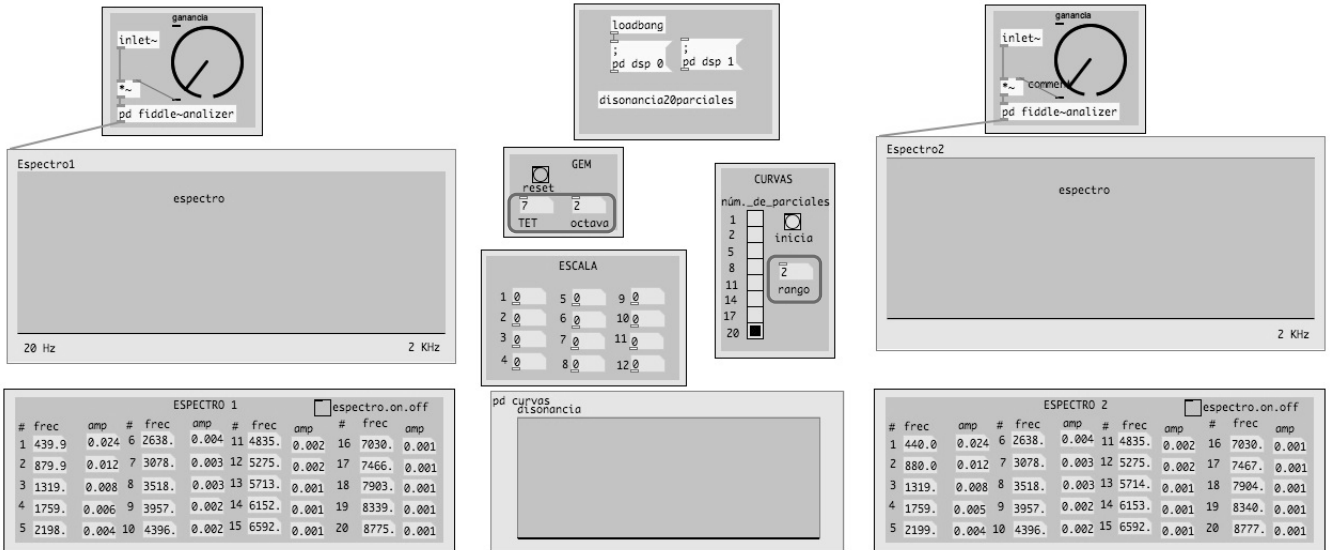 ganancia
inlet~
*~
pd fiddle~analizer
loadbang
;
pd dsp 0
;
pd dsp 1
disonancia20parciales
ganancia
inlet~
*~
comment
pd fiddle~analizer
Espectro1
espectro
20 Hz
2 KHz
GEM
reset
7
2
TET
octava
CURVAS
núm._de_parciales
1
2
5
8
11
14
17
20
inicia
2
rango
Espectro2
espectro
2 KHz
ESCALA
1 0 5 0 9 0
2 0 6 0 10 0
3 0 7 0 11 0
4 0 8 0 12 0
ESPECTRO 1
espectro.on.off
# frec amp # frec amp # frec amp # frec amp
1 439.9 0.024 6 2638. 0.004 11 4835. 0.002 16 7030. 0.001
2 879.9 0.012 7 3078. 0.003 12 5275. 0.002 17 7466. 0.001
3 1319. 0.008 8 3518. 0.003 13 5713. 0.001 18 7903. 0.001
4 1759. 0.006 9 3957. 0.002 14 6152. 0.001 19 8339. 0.001
5 2198. 0.004 10 4396. 0.002 15 6592. 0.001 20 8775. 0.001
pd curvas
disonancia
ESPECTRO 2
espectro.on.off
# frec amp # frec amp # frec amp # frec amp
1 440.0 0.024 6 2638. 0.004 11 4835. 0.002 16 7030. 0.001
2 880.0 0.012 7 3078. 0.003 12 5275. 0.002 17 7467. 0.001
3 1319. 0.008 8 3518. 0.003 13 5714. 0.001 18 7904. 0.001
4 1759. 0.005 9 3957. 0.002 14 6153. 0.001 19 8340. 0.001
5 2199. 0.004 10 4396. 0.002 15 6592. 0.001 20 8777. 0.001